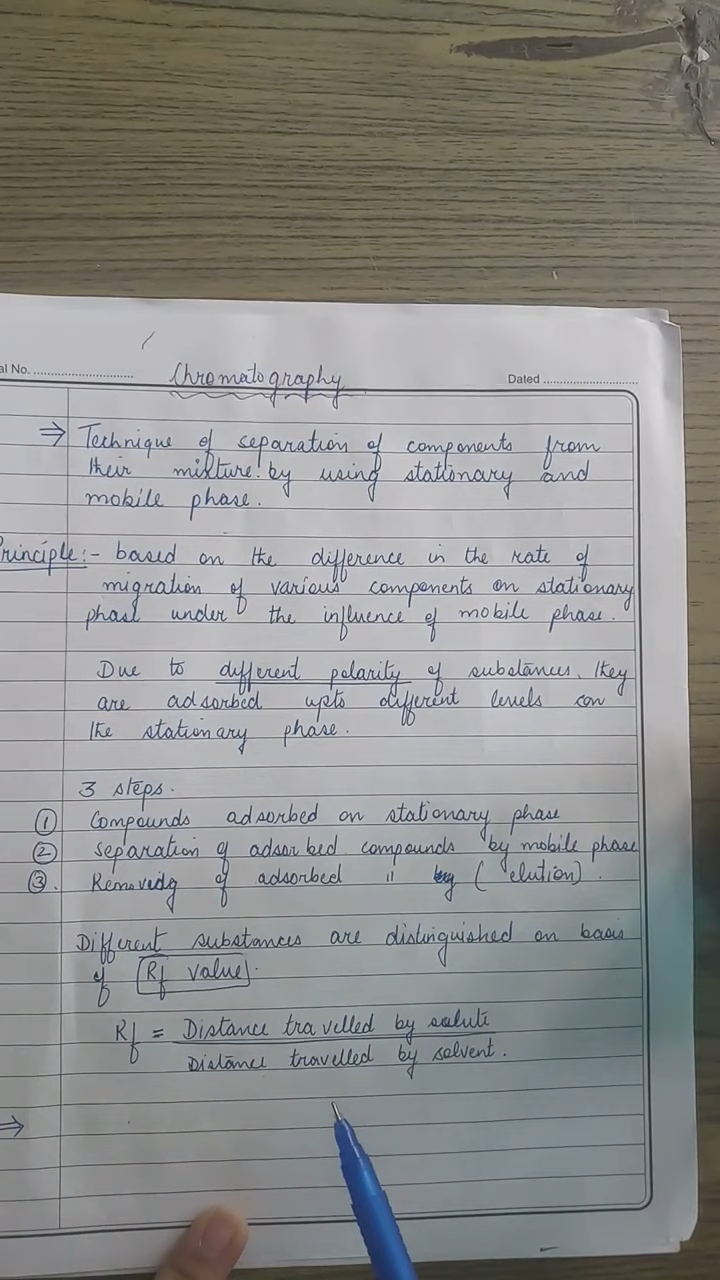 al No. ............................
Chromatography
Dated ............................
⇒ Technique of separation of components from
their mixture by using stationary and
mobile phase.
Principle:- based on the difference in the rate of
migration of various components on stationary
phase under the influence of mobile phase.
Due to different polarity of substances, they
are adsorbed upto different levels on
the stationary phase.
3 steps.
① Compounds adsorbed on stationary phase
② Separation of adsorbed compounds by mobile phase
③. Removing of adsorbed " (elution).
Different substances are distinguished on basis
of Rf value.
Rf = Distance travelled by solute
Distance travelled by solvent.
⇒